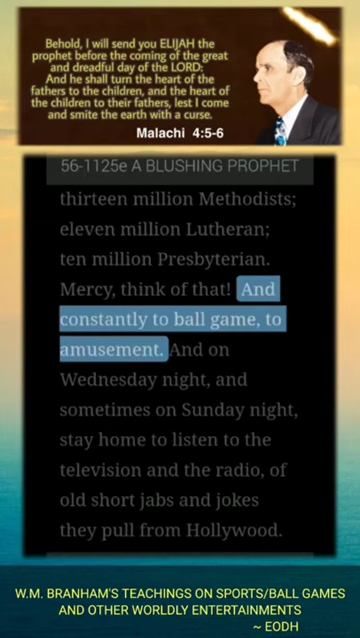 Behold, I will send you ELIJAH the
prophet before the coming of the great
and dreadful day of the LORD:
And he shall turn the heart of the
fathers to the children, and the heart of
the children to their fathers, lest I come
and smite the earth with a curse.
Malachi 4:5-6
56-1125e A BLUSHING PROPHET
thirteen million Methodists;
eleven million Lutheran;
ten million Presbyterian.
Mercy, think of that! And
constantly to ball game, to
amusement. And on
Wednesday night, and
sometimes on Sunday night,
stay home to listen to the
television and the radio, of
old short jabs and jokes
they pull from Hollywood.
W.M. BRANHAM'S TEACHINGS ON SPORTS/BALL GAMES
AND OTHER WORLDLY ENTERTAINMENTS
~ EODH